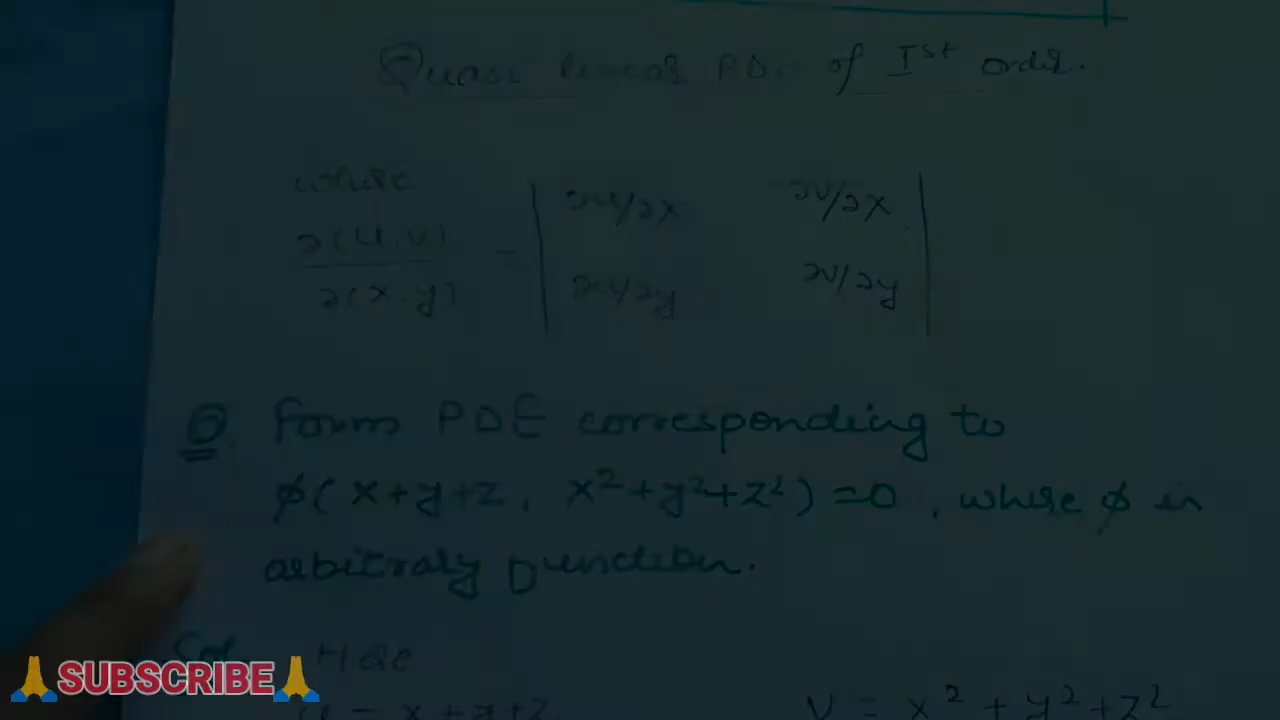 Quasi linear PDE of Ist order.
where
∂(u,v)/∂(x,y) = | ∂u/∂x ∂v/∂x |
| ∂u/∂y ∂v/∂y |
Q Form PDE corresponding to
ϕ(x+y+z, x²+y²+z²)=0, where ϕ is
arbitrary function.
Sol Here
u = x+y+z v = x²+y²+z²
🙏SUBSCRIBE🙏